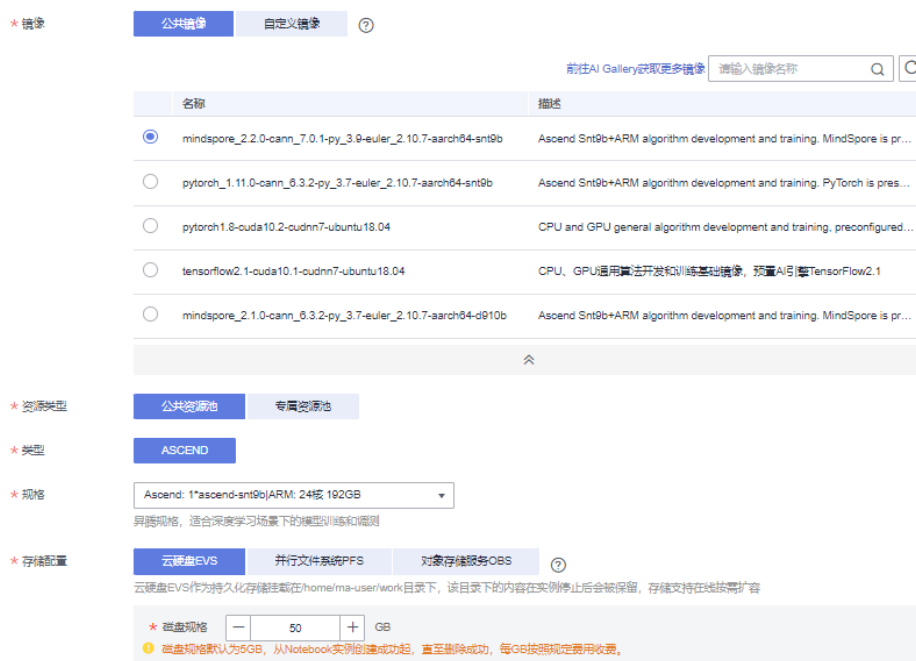 * 镜像 公共镜像 自定义镜像 ?
前往AI Gallery获取更多镜像 请输入镜像名称
名称 描述
mindspore_2.2.0-cann_7.0.1-py_3.9-euler_2.10.7-aarch64-snt9b Ascend Snt9b+ARM algorithm development and training. MindSpore is pr...
pytorch_1.11.0-cann_6.3.2-py_3.7-euler_2.10.7-aarch64-snt9b Ascend Snt9b+ARM algorithm development and training. PyTorch is pres...
pytorch1.8-cuda10.2-cudnn7-ubuntu18.04 CPU and GPU general algorithm development and training, preconfigured...
tensorflow2.1-cuda10.1-cudnn7-ubuntu18.04 CPU、GPU通用算法开发和训练基础镜像，预置AI引擎TensorFlow2.1
mindspore_2.1.0-cann_6.3.2-py_3.7-euler_2.10.7-aarch64-d910b Ascend Snt9b+ARM algorithm development and training. MindSpore is pr...
* 资源类型 公共资源池 专属资源池
* 类型 ASCEND
* 规格 Ascend: 1*ascend-snt9b|ARM: 24核 192GB
昇腾规格，适合深度学习场景下的模型训练和调测
* 存储配置 云硬盘EVS 并行文件系统PFS 对象存储服务OBS ?
云硬盘EVS作为持久化存储挂载在/home/ma-user/work目录下，该目录下的内容在实例停止后会被保留，存储支持在线按需扩容
* 磁盘规格 — 50 + GB
磁盘规格默认为5GB，从Notebook实例创建成功起，直至删除成功，每GB按照规定费用收费。